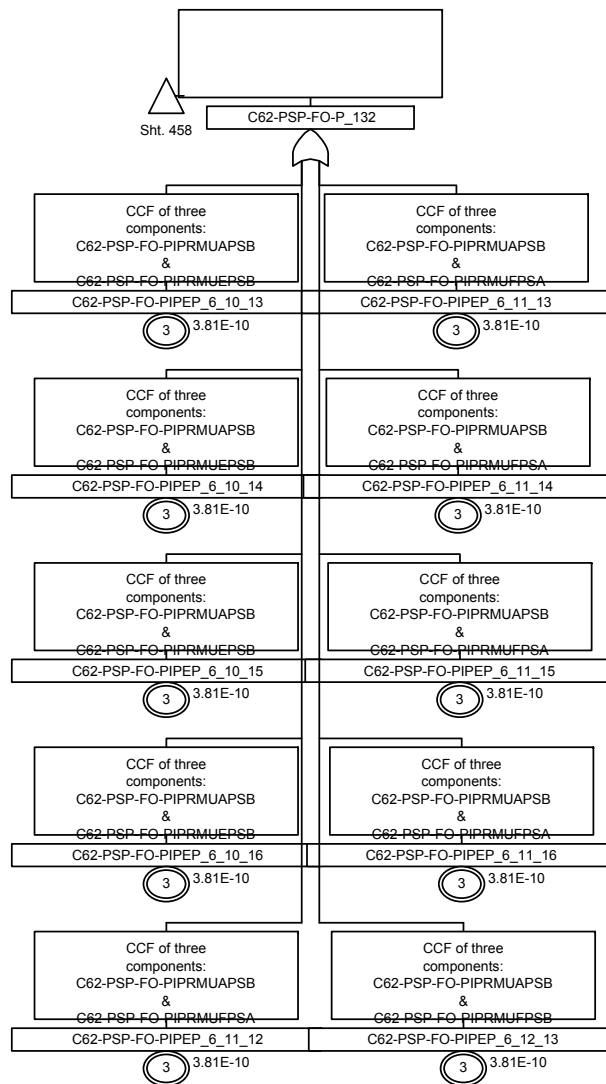 Sht. 458
C62-PSP-FO-P_132
CCF of three
components:
C62-PSP-FO-PIPRMUAPSB
&
C62-PSP-FO-PIPRMUEPSB
C62-PSP-FO-PIPEP_6_10_13
3
3.81E-10
CCF of three
components:
C62-PSP-FO-PIPRMUAPSB
&
C62-PSP-FO-PIPRMUFPSA
C62-PSP-FO-PIPEP_6_11_13
3
3.81E-10
CCF of three
components:
C62-PSP-FO-PIPRMUAPSB
&
C62-PSP-FO-PIPRMUEPSB
C62-PSP-FO-PIPEP_6_10_14
3
3.81E-10
CCF of three
components:
C62-PSP-FO-PIPRMUAPSB
&
C62-PSP-FO-PIPRMUFPSA
C62-PSP-FO-PIPEP_6_11_14
3
3.81E-10
CCF of three
components:
C62-PSP-FO-PIPRMUAPSB
&
C62-PSP-FO-PIPRMUEPSB
C62-PSP-FO-PIPEP_6_10_15
3
3.81E-10
CCF of three
components:
C62-PSP-FO-PIPRMUAPSB
&
C62-PSP-FO-PIPRMUFPSA
C62-PSP-FO-PIPEP_6_11_15
3
3.81E-10
CCF of three
components:
C62-PSP-FO-PIPRMUAPSB
&
C62-PSP-FO-PIPRMUEPSB
C62-PSP-FO-PIPEP_6_10_16
3
3.81E-10
CCF of three
components:
C62-PSP-FO-PIPRMUAPSB
&
C62-PSP-FO-PIPRMUFPSA
C62-PSP-FO-PIPEP_6_11_16
3
3.81E-10
CCF of three
components:
C62-PSP-FO-PIPRMUAPSB
&
C62-PSP-FO-PIPRMUFPSA
C62-PSP-FO-PIPEP_6_11_12
3
3.81E-10
CCF of three
components:
C62-PSP-FO-PIPRMUAPSB
&
C62-PSP-FO-PIPRMUFPSB
C62-PSP-FO-PIPEP_6_12_13
3
3.81E-10